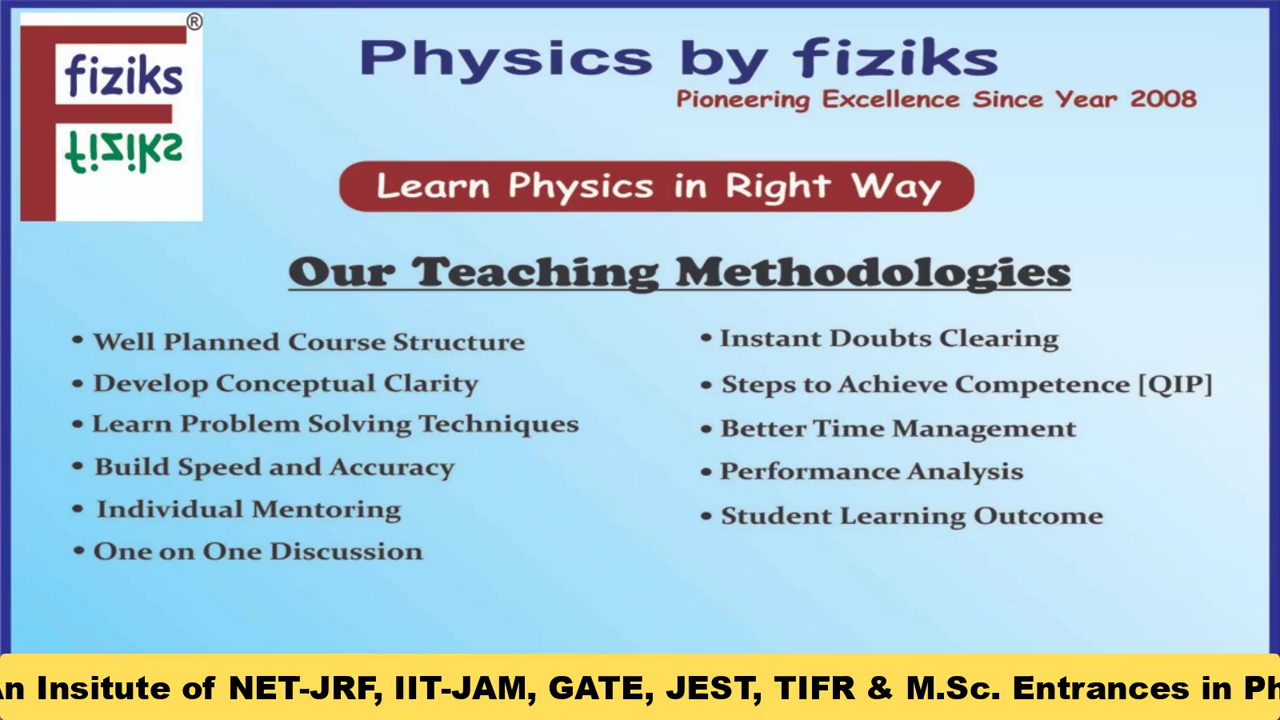 ®
fiziks
fiziks
Physics by fiziks
Pioneering Excellence Since Year 2008
Learn Physics in Right Way
Our Teaching Methodologies
• Well Planned Course Structure
• Develop Conceptual Clarity
• Learn Problem Solving Techniques
• Build Speed and Accuracy
• Individual Mentoring
• One on One Discussion
• Instant Doubts Clearing
• Steps to Achieve Competence [QIP]
• Better Time Management
• Performance Analysis
• Student Learning Outcome
An Insitute of NET-JRF, IIT-JAM, GATE, JEST, TIFR & M.Sc. Entrances in Ph